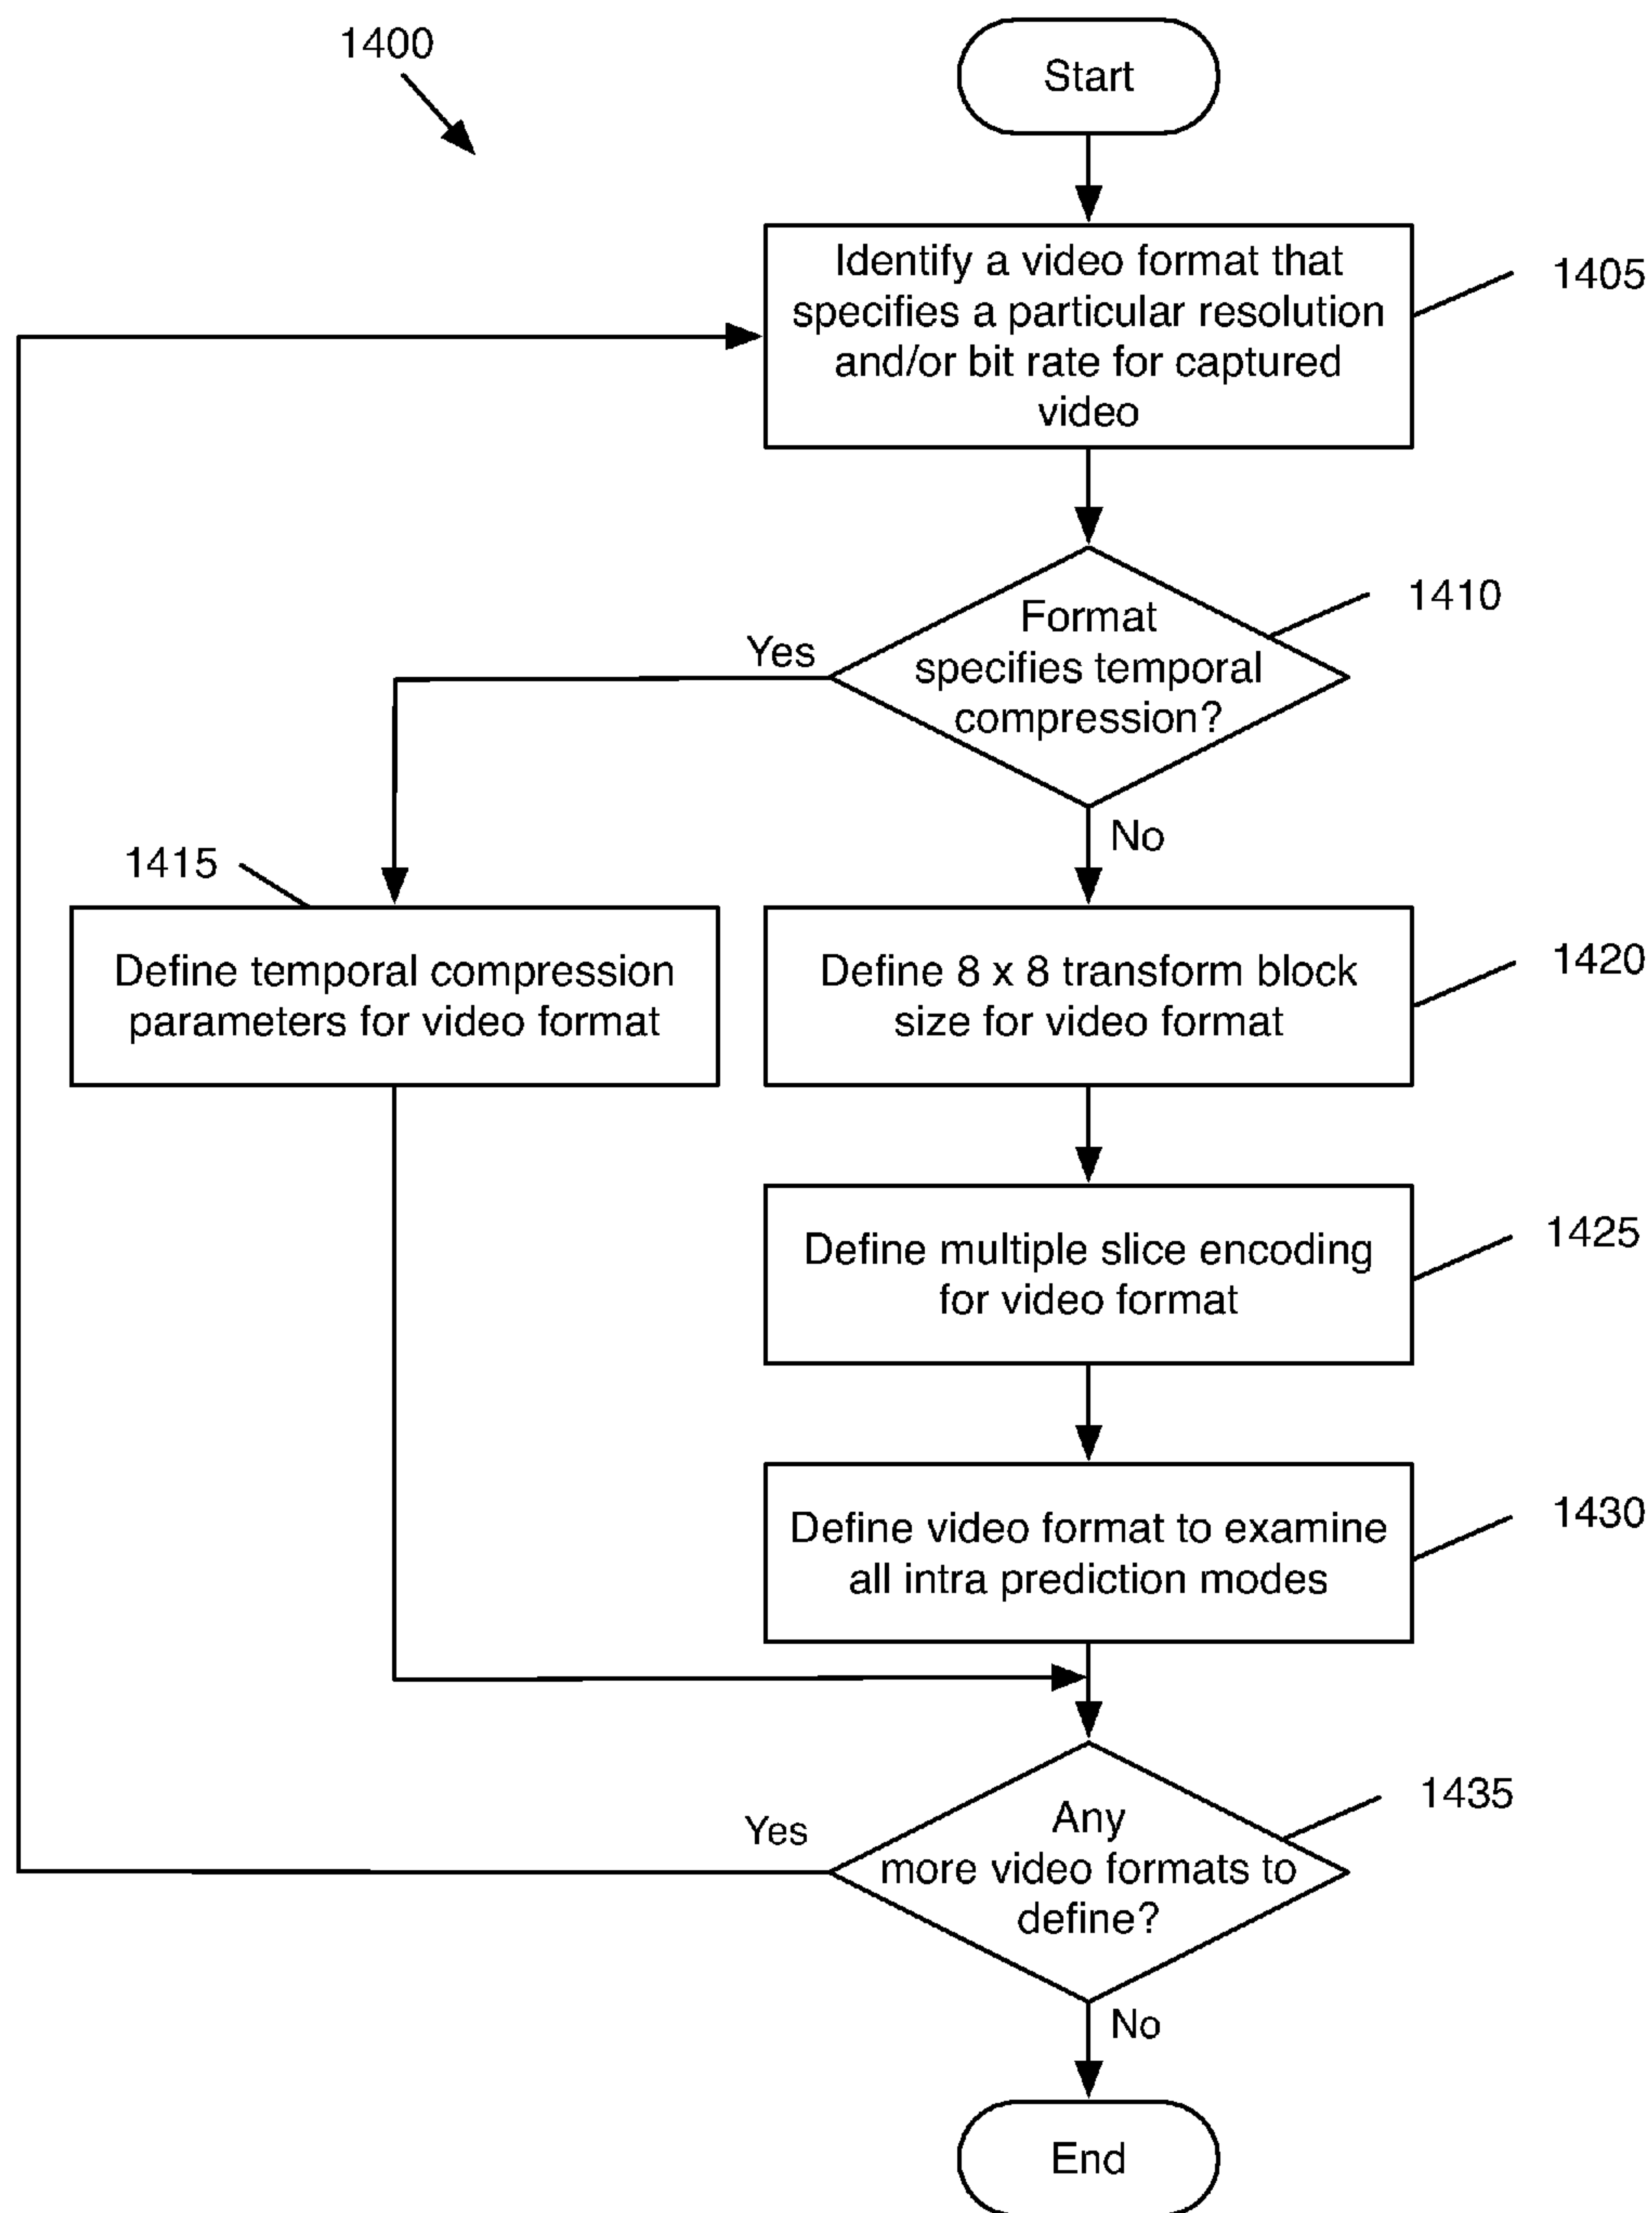 1400
Start
Identify a video format that
specifies a particular resolution
and/or bit rate for captured
video
1405
Format
specifies temporal
compression?
1410
Yes
No
1415
Define temporal compression
parameters for video format
Define 8 x 8 transform block
size for video format
1420
Define multiple slice encoding
for video format
1425
Define video format to examine
all intra prediction modes
1430
Any
more video formats to
define?
1435
Yes
No
End